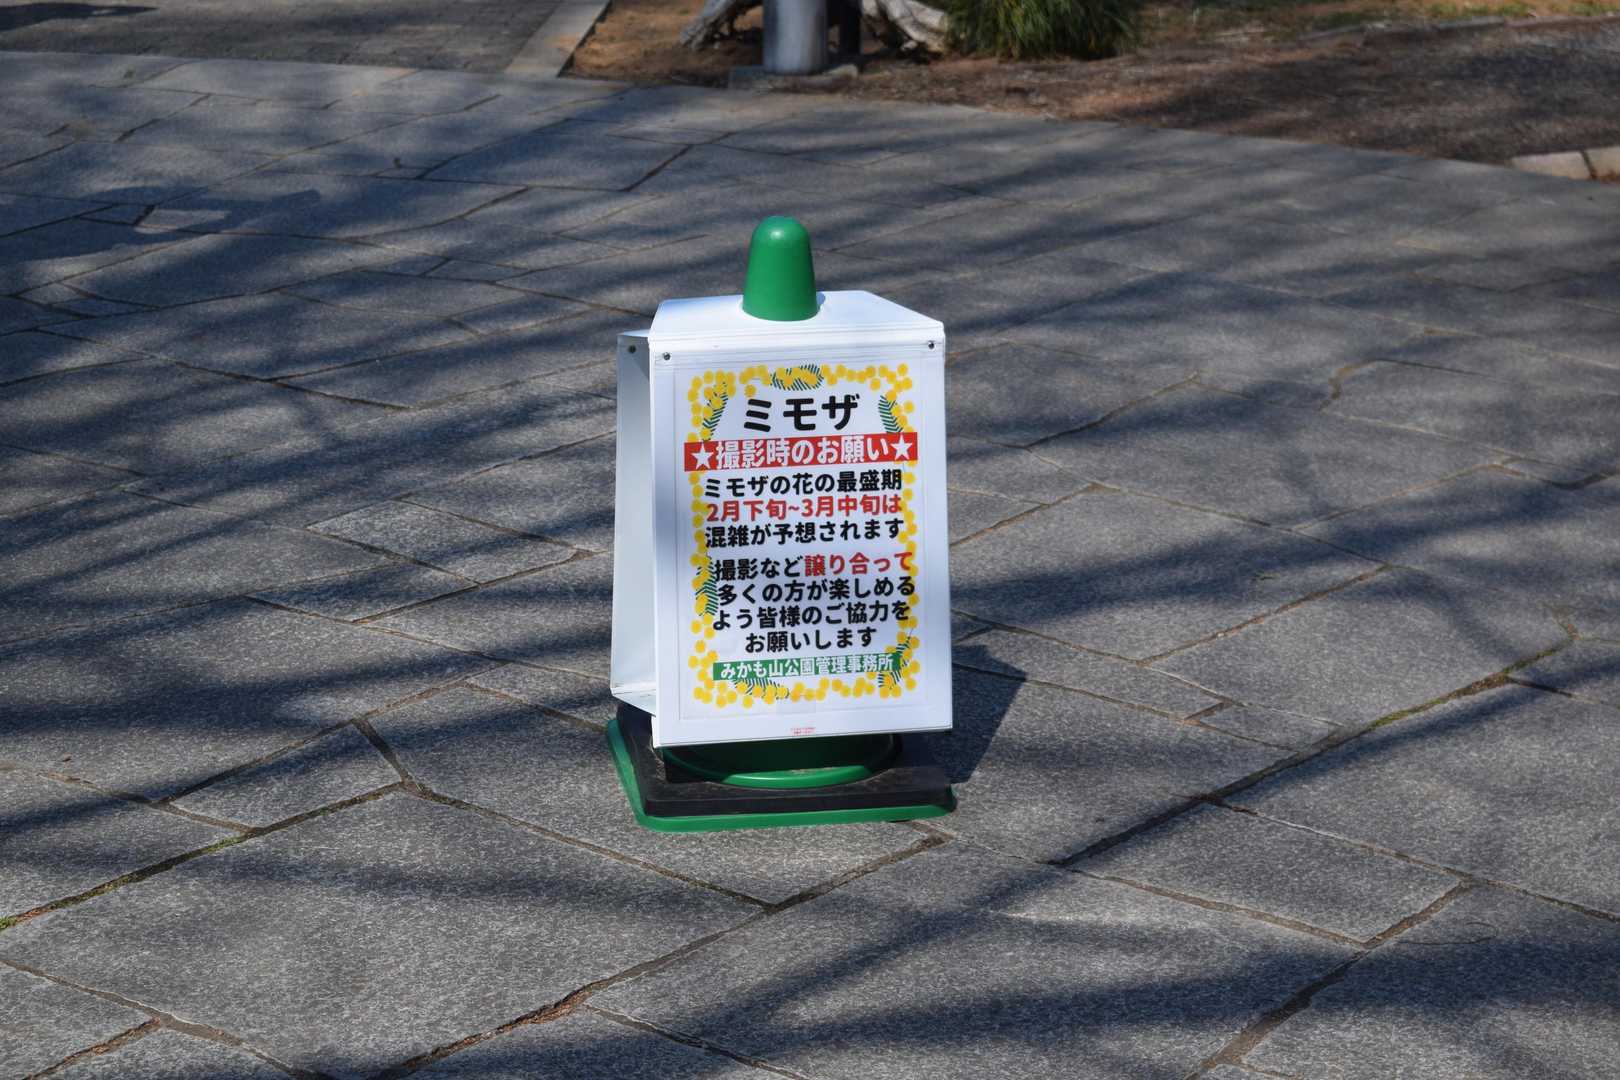 ミモザ
★撮影時のお願い★
ミモザの花の最盛期
2月下旬~3月中旬は
混雑が予想されます
撮影など譲り合って
多くの方が楽しめる
よう皆様のご協力を
お願いします
みかも山公園管理事務所